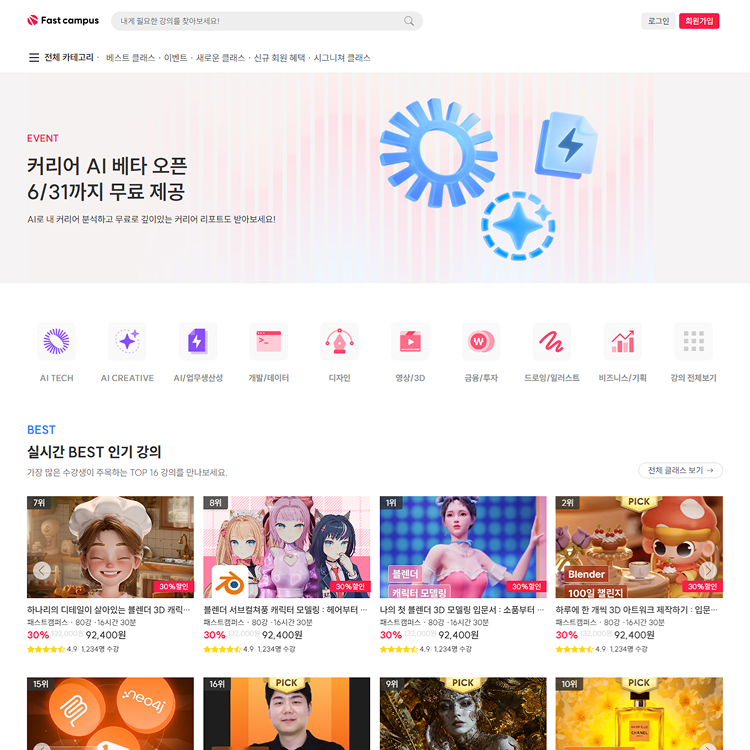 Fast campus
내게 필요한 강의를 찾아보세요!
로그인
회원가입
전체 카테고리 · 베스트 클래스 · 이벤트 · 새로운 클래스 · 신규 회원 혜택 · 시그니처 클래스
EVENT
커리어 AI 베타 오픈
6/31까지 무료 제공
AI로 내 커리어 분석하고 무료로 깊이있는 커리어 리포트도 받아보세요!
W
AI TECH
AI CREATIVE
AI/업무생산성
개발/데이터
디자인
영상/3D
금융/투자
드로잉/일러스트
비즈니스/기획
강의 전체보기
BEST
실시간 BEST 인기 강의
가장 많은 수강생이 주목하는 TOP 16 강의를 만나보세요.
전체 클래스 보기 →
7위
30%할인
하나리의 디테일이 살아있는 블렌더 3D 캐릭...
패스트캠퍼스 · 80강 · 16시간 30분
30% 132,000원 92,400원
4.9 1,234명 수강
8위
30%할인
블렌더 서브컬쳐풍 캐릭터 모델링 : 헤어부터 ...
패스트캠퍼스 · 80강 · 16시간 30분
30% 132,000원 92,400원
4.9 1,234명 수강
1위
블렌더
캐릭터 모델링
30%할인
나의 첫 블렌더 3D 모델링 입문서 : 소품부터 ...
패스트캠퍼스 · 80강 · 16시간 30분
30% 132,000원 92,400원
4.9 1,234명 수강
2위
PICK
Blender
100일 챌린지
30%할인
하루에 한 개씩 3D 아트워크 제작하기 : 입문...
패스트캠퍼스 · 80강 · 16시간 30분
30% 132,000원 92,400원
4.9 1,234명 수강
15위
neo4j
16위
PICK
9위
PICK
10위
PICK
CHANEL